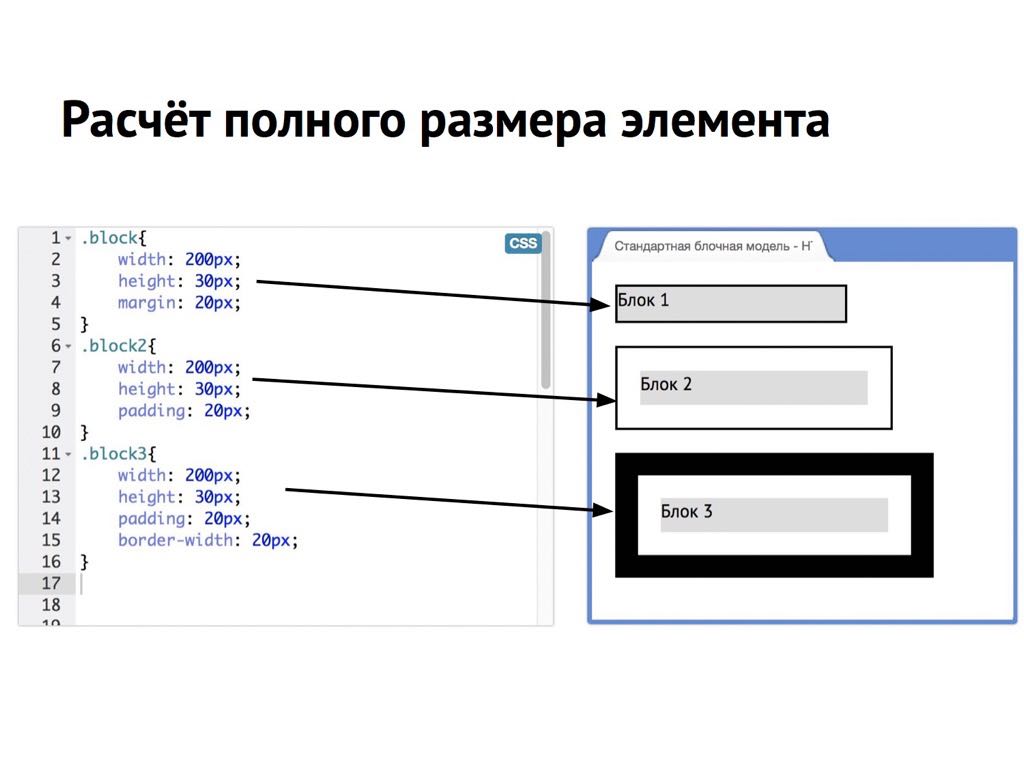 Расчёт полного размера элемента
CSS
1 .block{
2 width: 200px;
3 height: 30px;
4 margin: 20px;
5 }
6 .block2{
7 width: 200px;
8 height: 30px;
9 padding: 20px;
10 }
11 .block3{
12 width: 200px;
13 height: 30px;
14 padding: 20px;
15 border-width: 20px;
16 }
17
18
19
Стандартная блочная модель - HT
Блок 1
Блок 2
Блок 3